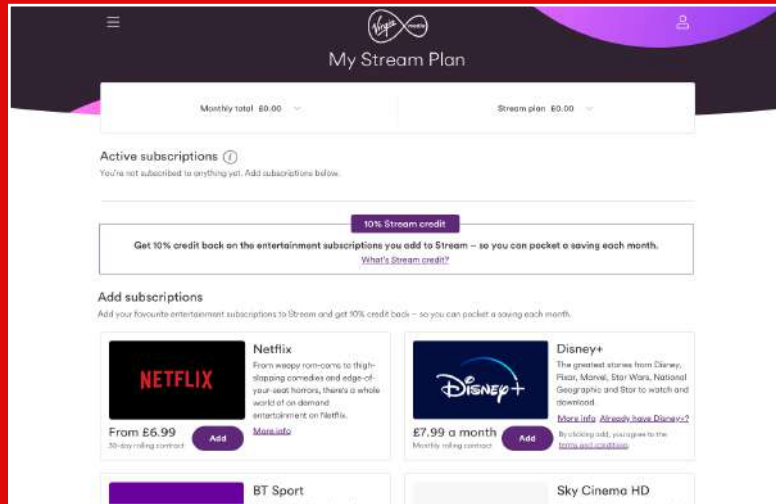 Virgin media
My Stream Plan
Monthly total £0.00
Stream plan £0.00
Active subscriptions i
You're not subscribed to anything yet. Add subscriptions below.
10% Stream credit
Get 10% credit back on the entertainment subscriptions you add to Stream – so you can pocket a saving each month.
What's Stream credit?
Add subscriptions
Add your favourite entertainment subscriptions to Stream and get 10% credit back – so you can pocket a saving each month.
NETFLIX
Netflix
From weepy rom-coms to thigh-
slapping comedies and edge-of-
your-seat horrors, there's a whole
world of on demand
entertainment on Netflix.
More info
From £6.99
30-day rolling contract
Add
Disney+
Disney+
The greatest stories from Disney,
Pixar, Marvel, Star Wars, National
Geographic and Star to watch and
download.
More info Already have Disney+?
£7.99 a month
Monthly rolling contract
Add
By clicking add, you agree to the
terms and conditions.
BT Sport
Sky Cinema HD